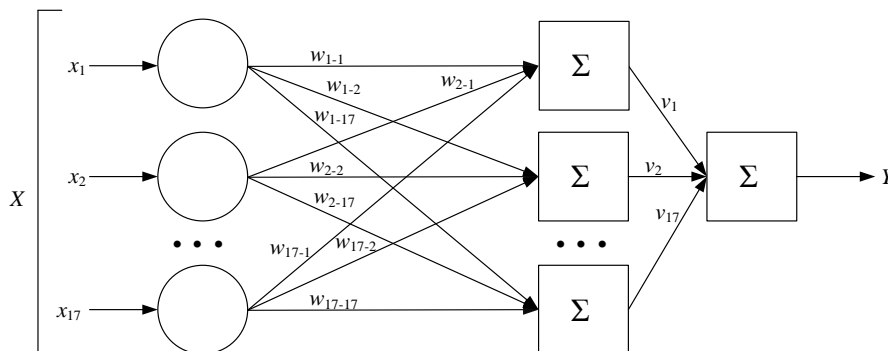 x1
w1-1
Σ
w1-2
w2-1
w1-17
v1
X
x2
w2-2
Σ
v2
Σ
Y
w2-17
v17
• • •
w17-1
w17-2
• • •
x17
w17-17
Σ